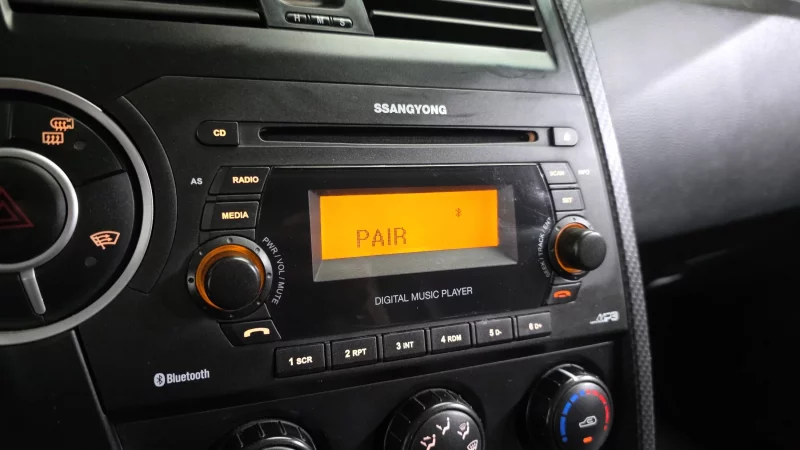 H M S
SSANGYONG
CD
AS
RADIO
SCAN
INFO
MEDIA
SET
PAIR
PWR / VOL / MUTE
SEEK / TRACK / ENT
DIGITAL MUSIC PLAYER
MP3
1 SCR
2 RPT
3 INT
4 RDM
5 D-
6 D+
Bluetooth